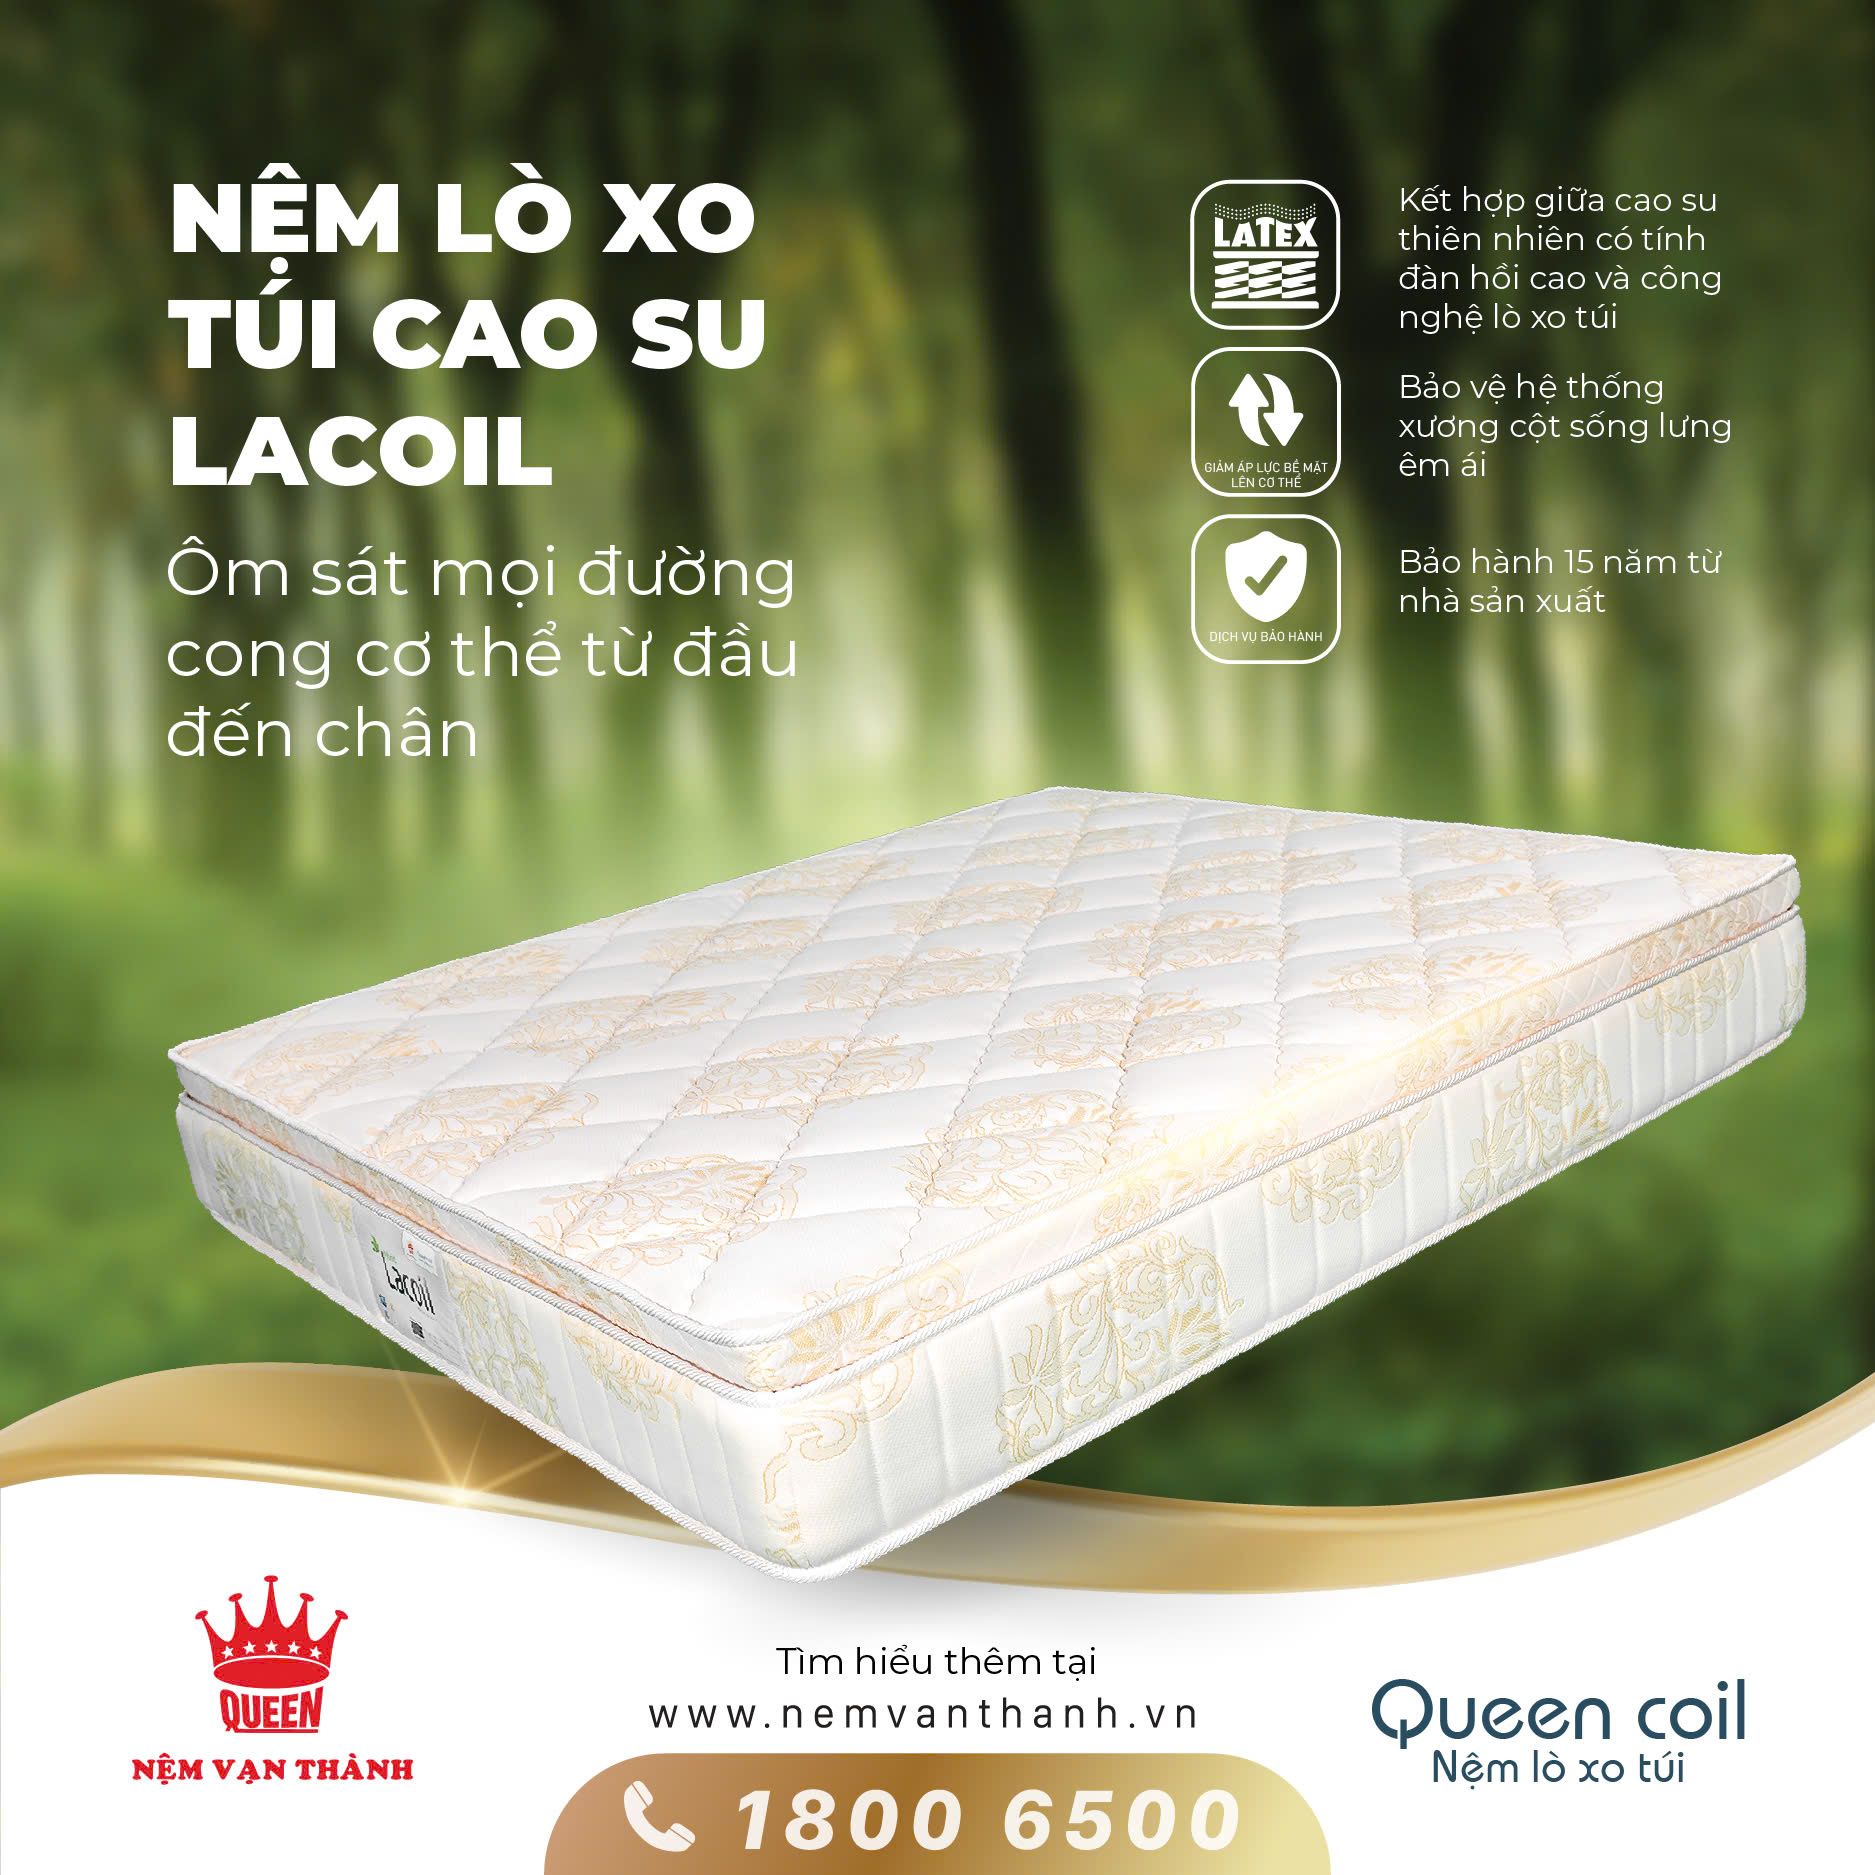 NỆM LÒ XO
TÚI CAO SU
LACOIL
Ôm sát mọi đường
cong cơ thể từ đầu
đến chân
LATEX
Kết hợp giữa cao su
thiên nhiên có tính
đàn hồi cao và công
nghệ lò xo túi
GIẢM ÁP LỰC BỀ MẶT
LÊN CƠ THỂ
Bảo vệ hệ thống
xương cột sống lưng
êm ái
DỊCH VỤ BẢO HÀNH
Bảo hành 15 năm từ
nhà sản xuất
Lacoil
QUEEN
NỆM VẠN THÀNH
Tìm hiểu thêm tại
www.nemvanthanh.vn
1800 6500
Queen coil
Nệm lò xo túi